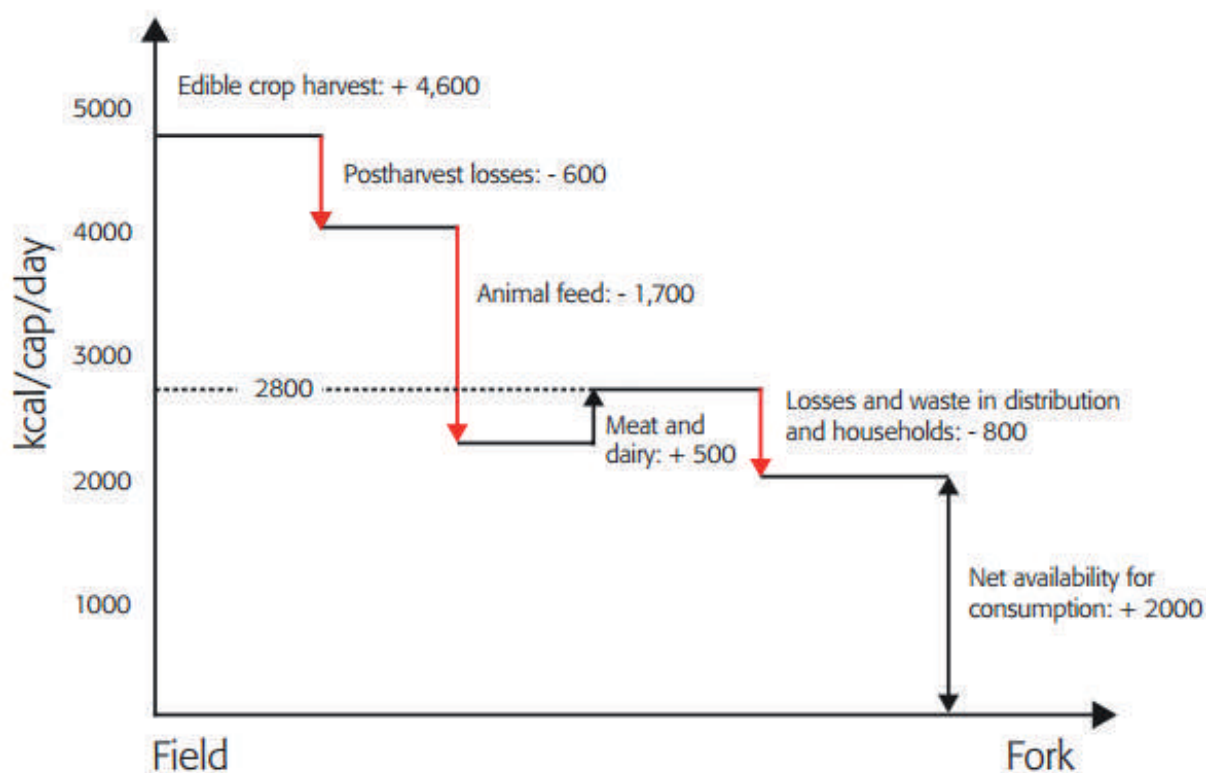 Edible crop harvest: + 4,600
5000
Postharvest losses: - 600
4000
Animal feed: - 1,700
3000
2800
Losses and waste in distribution
and households: - 800
Meat and
dairy: + 500
2000
Net availability for
consumption: + 2000
1000
kcal/cap/day
Field
Fork